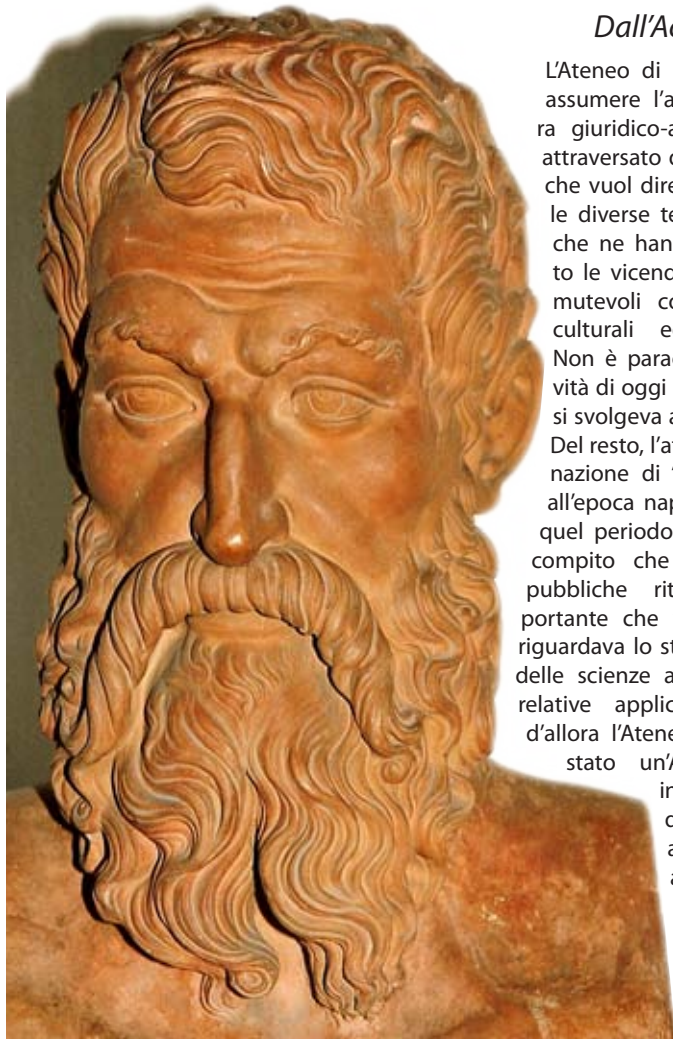 Dall'Ac
L'Ateneo di
assumere l'a
ra giuridico-a
attraversato
che vuol dire
le diverse te
che ne han
to le vicend
mutevoli co
culturali e
Non è para
vità di oggi
si svolgeva a
Del resto, l'at
nazione di
all'epoca nap
quel periodo
compito che
pubbliche rit
portante che
riguardava lo st
delle scienze a
relative applic
d'allora l'Atene
stato un'A
in
a